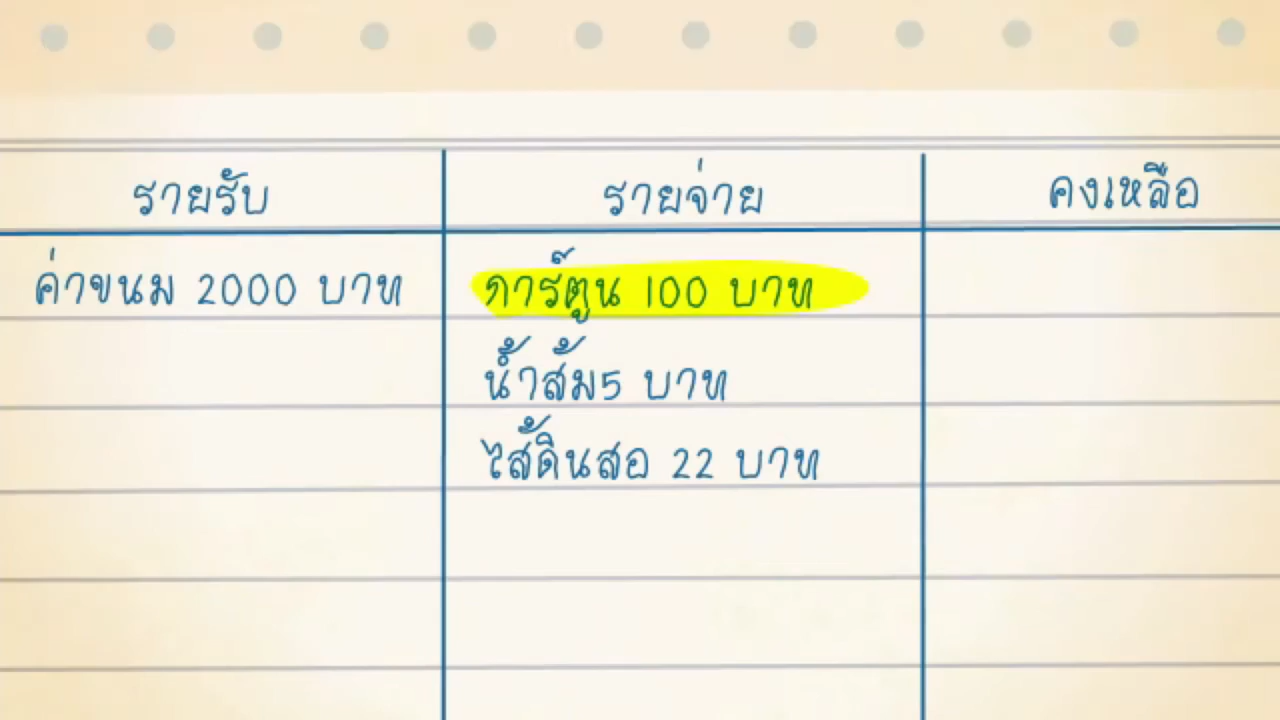 รายรับ รายจ่าย คงเหลือ
ค่าขนม 2000 บาท การ์ตูน 100 บาท
น้ำส้ม5 บาท
ไส้ดินสอ 22 บาท